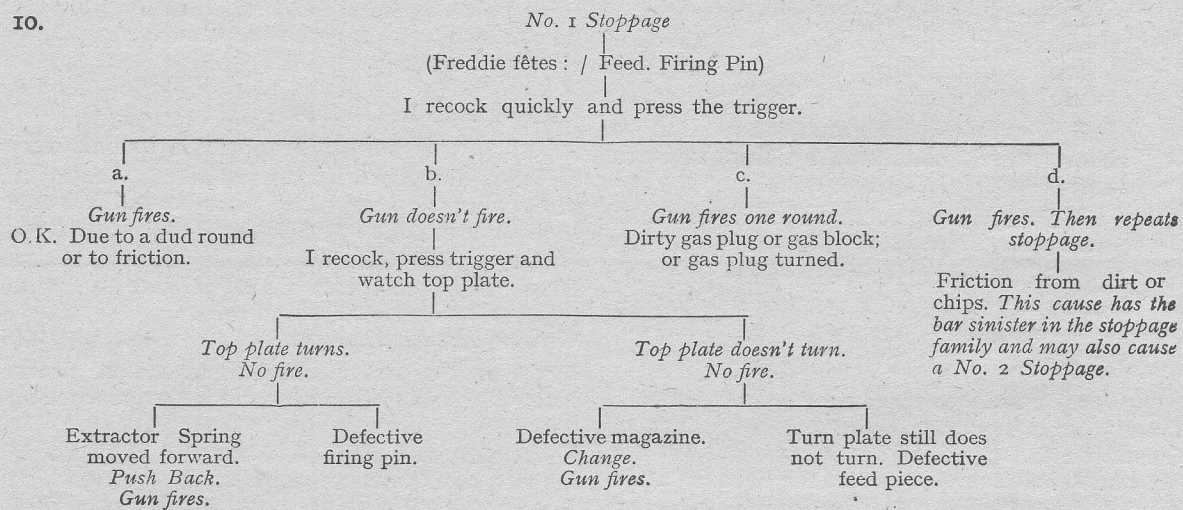 10.
No. 1 Stoppage
(Freddie fêtes : / Feed. Firing Pin)
I recock quickly and press the trigger.
a.
Gun fires.
O.K. Due to a dud round
or to friction.
b.
Gun doesn't fire.
I recock, press trigger and
watch top plate.
c.
Gun fires one round.
Dirty gas plug or gas block;
or gas plug turned.
d.
Gun fires. Then repeats
stoppage.
Friction from dirt or
chips. This cause has the
bar sinister in the stoppage
family and may also cause
a No. 2 Stoppage.
Top plate turns.
No fire.
Top plate doesn't turn.
No fire.
Extractor Spring
moved forward.
Push Back.
Gun fires.
Defective
firing pin.
Defective magazine.
Change.
Gun fires.
Turn plate still does
not turn. Defective
feed piece.